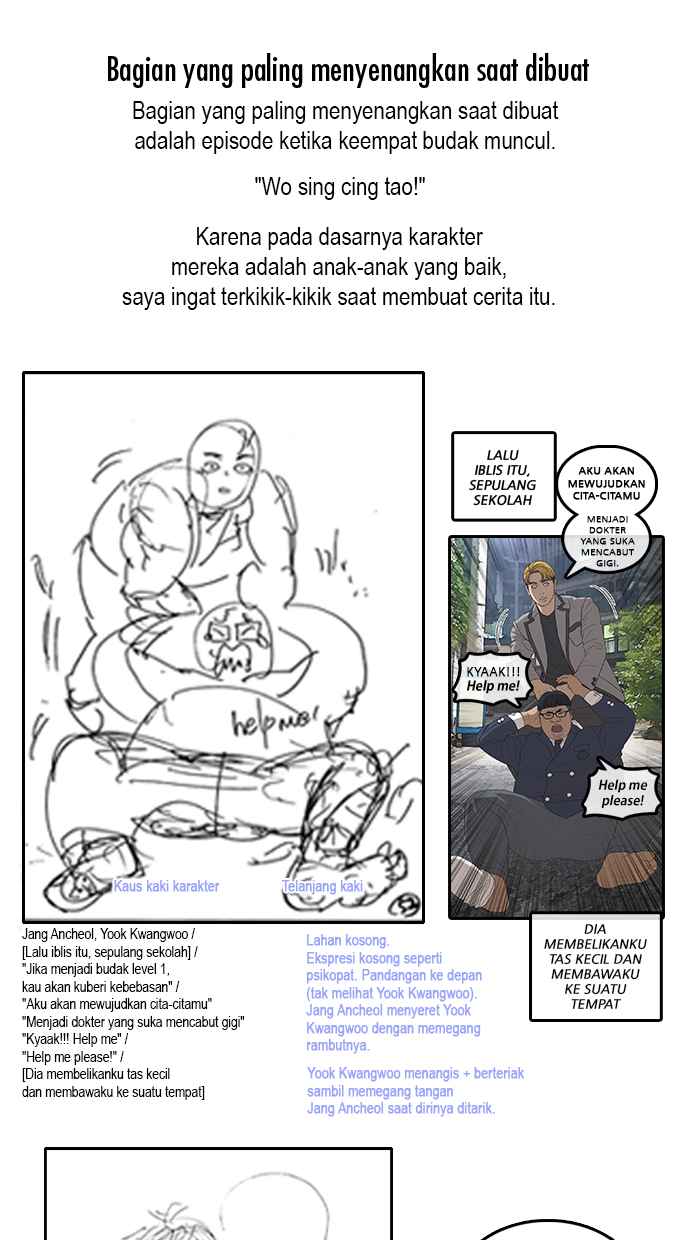 Bagian yang paling menyenangkan saat dibuat
Bagian yang paling menyenangkan saat dibuat
adalah episode ketika keempat budak muncul.
"Wo sing cing tao!"
Karena pada dasarnya karakter
mereka adalah anak-anak yang baik,
saya ingat terkikik-kikik saat membuat cerita itu.
help me!
Kaus kaki karakter
Telanjang kaki
52
LALU
IBLIS ITU,
SEPULANG
SEKOLAH
AKU AKAN
MEWUJUDKAN
CITA-CITAMU
MENJADI
DOKTER
YANG SUKA
MENCABUT
GIGI.
KYAAK!!!
Help me!
Help me
please!
DIA
MEMBELIKANKU
TAS KECIL DAN
MEMBAWAKU
KE SUATU
TEMPAT
Jang Ancheol, Yook Kwangwoo /
[Lalu iblis itu, sepulang sekolah] /
"Jika menjadi budak level 1,
kau akan kuberi kebebasan" /
"Aku akan mewujudkan cita-citamu"
"Menjadi dokter yang suka mencabut gigi"
"Kyaak!!! Help me" /
"Help me please!" /
[Dia membelikanku tas kecil
dan membawaku ke suatu tempat]
Lahan kosong.
Ekspresi kosong seperti
psikopat. Pandangan ke depan
(tak melihat Yook Kwangwoo).
Jang Ancheol menyeret Yook
Kwangwoo dengan memegang
rambutnya.
Yook Kwangwoo menangis + berteriak
sambil memegang tangan
Jang Ancheol saat dirinya ditarik.